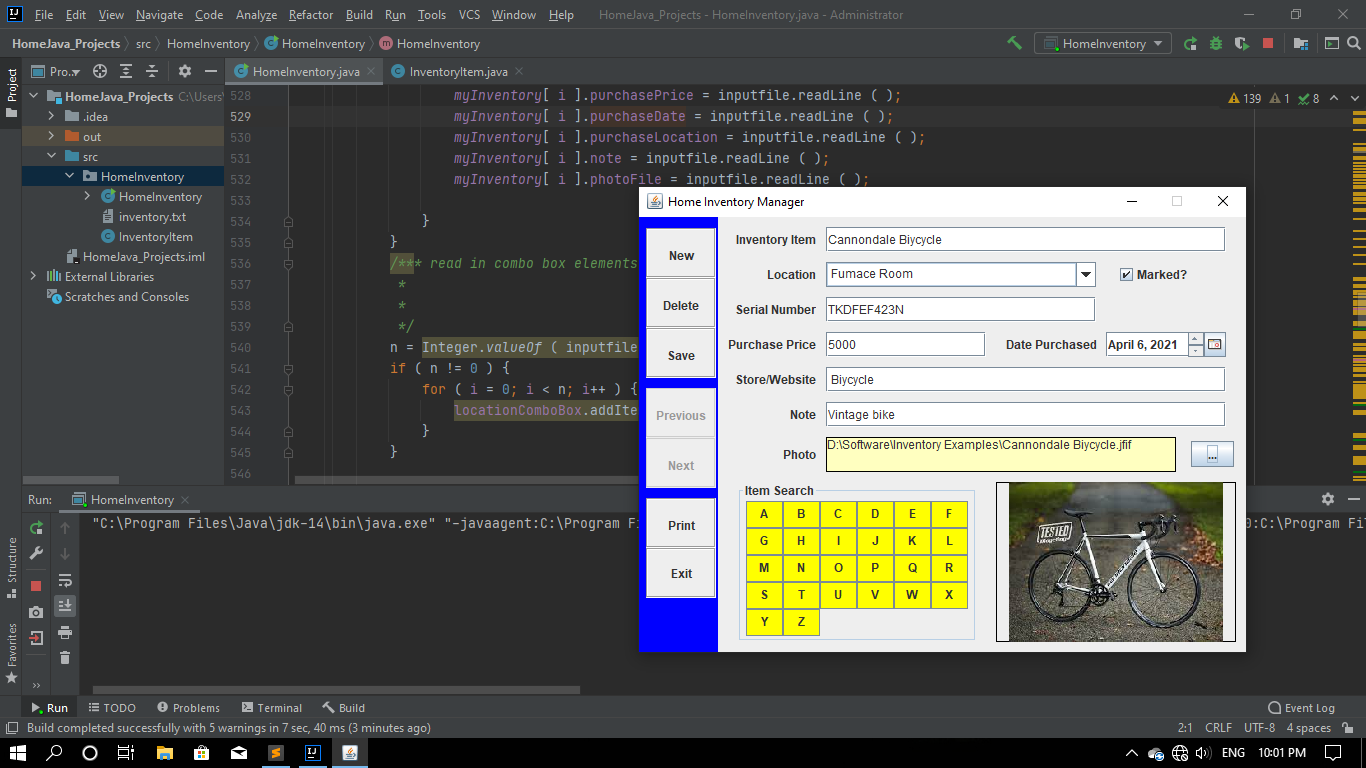 File Edit View Navigate Code Analyze Refactor Build Run Tools VCS Window Help HomeJava_Projects - HomeInventory.java - Administrator
HomeJava_Projects src HomeInventory HomeInventory HomeInventory
HomeInventory
Project
Pro...
HomeInventory.java InventoryItem.java
HomeJava_Projects C:\Users
.idea
out
src
HomeInventory
HomeInventory
inventory.txt
InventoryItem
HomeJava_Projects.iml
External Libraries
Scratches and Consoles
139 1 8
528 myInventory[ i ].purchasePrice = inputfile.readLine ( );
529 myInventory[ i ].purchaseDate = inputfile.readLine ( );
530 myInventory[ i ].purchaseLocation = inputfile.readLine ( );
531 myInventory[ i ].note = inputfile.readLine ( );
532 myInventory[ i ].photoFile = inputfile.readLine ( );
533
534 }
535 }
536 /*** read in combo box elements
537 *
538 *
539 */
540 n = Integer.valueOf ( inputfile
541 if ( n != 0 ) {
542 for ( i = 0; i < n; i++ ) {
543 locationComboBox.addIte
544 }
545 }
546
Home Inventory Manager
New
Delete
Save
Previous
Next
Print
Exit
Inventory Item Cannondale Biycycle
Location Furnace Room Marked?
Serial Number TKDFEF423N
Purchase Price 5000 Date Purchased April 6, 2021
Store/Website Biycycle
Note Vintage bike
Photo D:\Software\Inventory Examples\Cannondale Biycycle.jfif ...
Item Search
A B C D E F
G H I J K L
M N O P Q R
S T U V W X
Y Z
TESTED
Run: HomeInventory
"C:\Program Files\Java\jdk-14\bin\java.exe" "-javaagent:C:\Program Fi
0:C:\Program Fil
Structure
Favorites
Run TODO Problems Terminal Build Event Log
Build completed successfully with 5 warnings in 7 sec, 40 ms (3 minutes ago) 2:1 CRLF UTF-8 4 spaces
ENG 10:01 PM